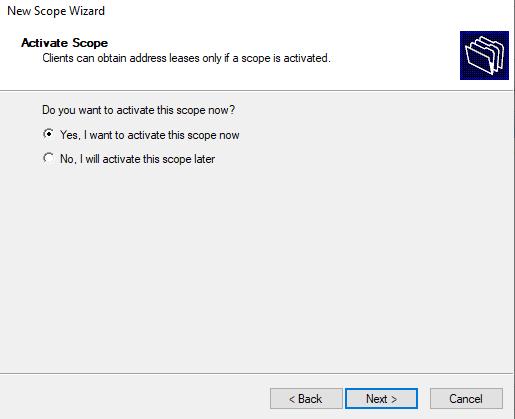 New Scope Wizard
Activate Scope
Clients can obtain address leases only if a scope is activated.
Do you want to activate this scope now?
Yes, I want to activate this scope now
No, I will activate this scope later
< Back Next > Cancel